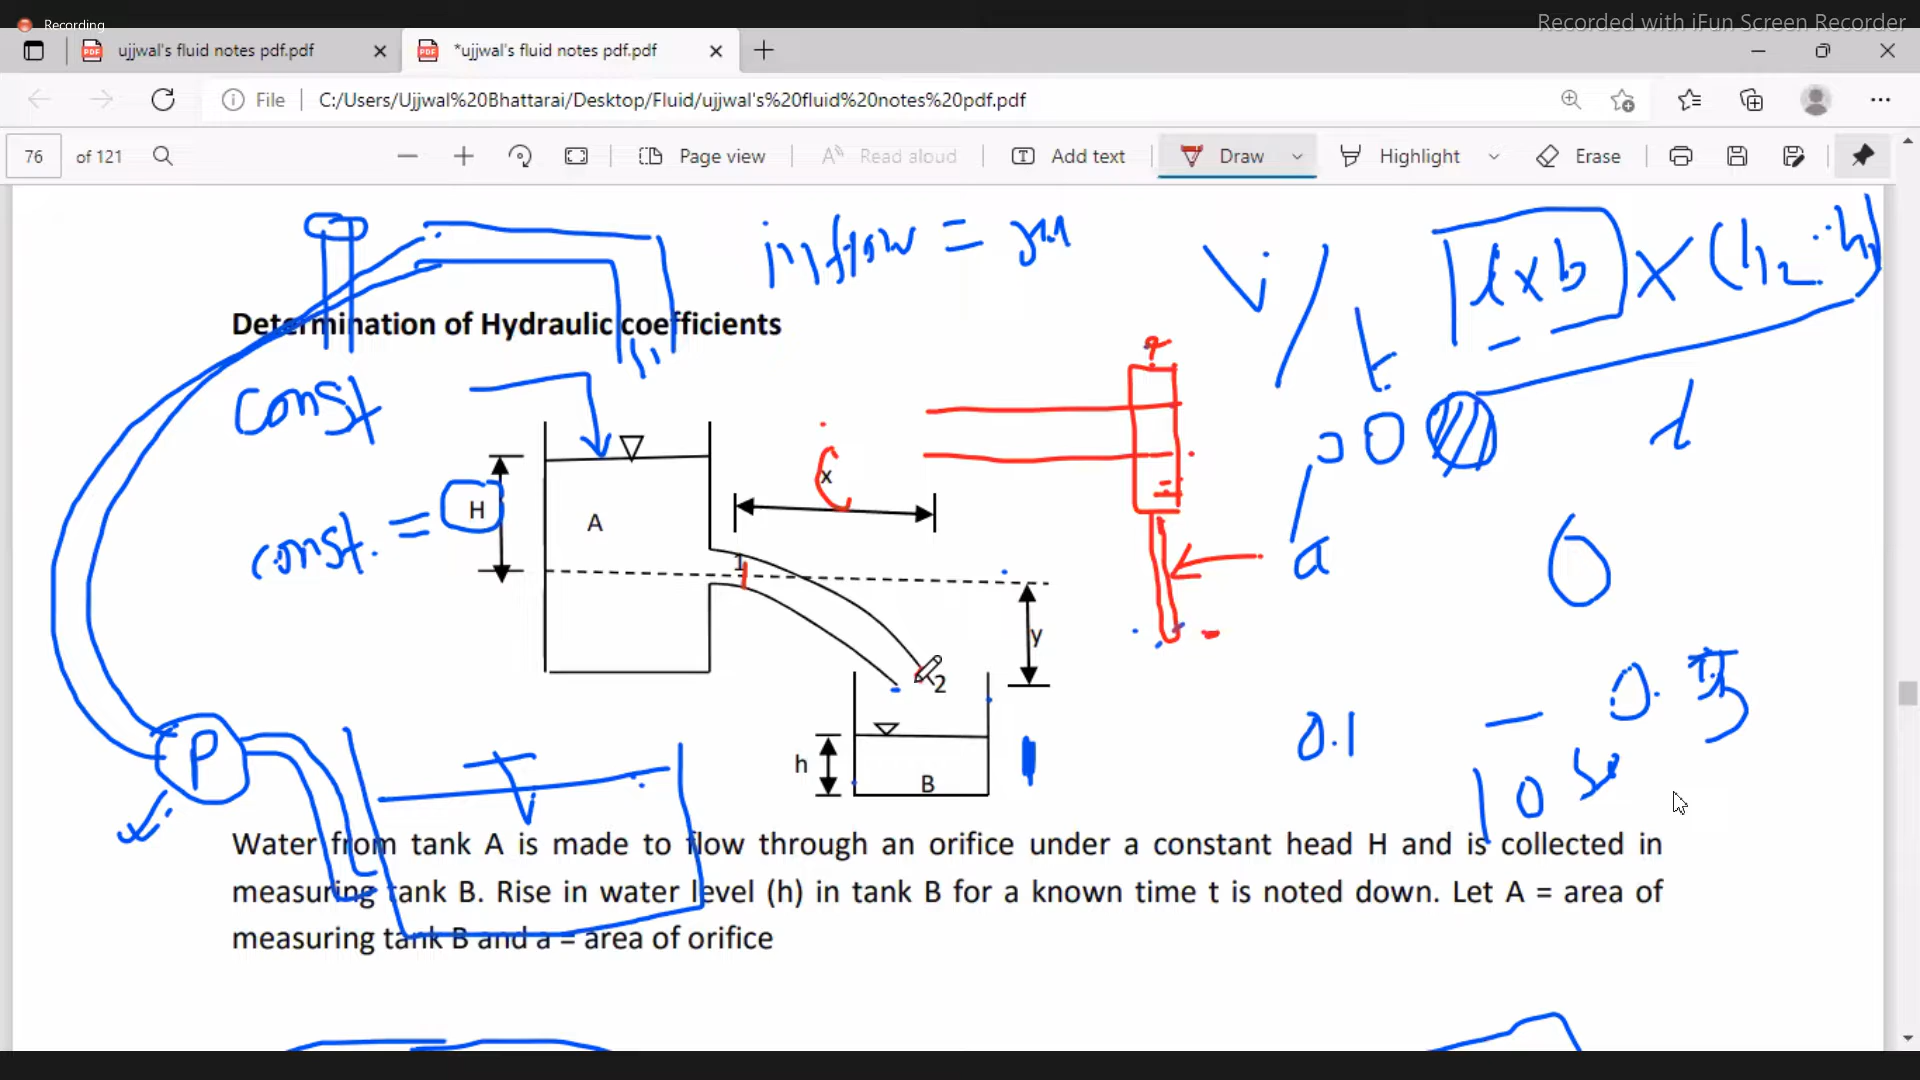 Recording
Recorded with iFun Screen Recorder
ujjwal's fluid notes pdf.pdf
*ujjwal's fluid notes pdf.pdf
File
C:/Users/Ujjwal%20Bhattarai/Desktop/Fluid/ujjwal's%20fluid%20notes%20pdf.pdf
76 of 121
Page view
Read aloud
Add text
Draw
Highlight
Erase
inflow =
V / t
l x b x (h2 - h1)
Determination of Hydraulic coefficients
const
x
const. = H
A
1
a
y
2
0.1
10
h
B
P
Water from tank A is made to flow through an orifice under a constant head H and is collected in
measuring tank B. Rise in water level (h) in tank B for a known time t is noted down. Let A = area of
measuring tank B and a = area of orifice